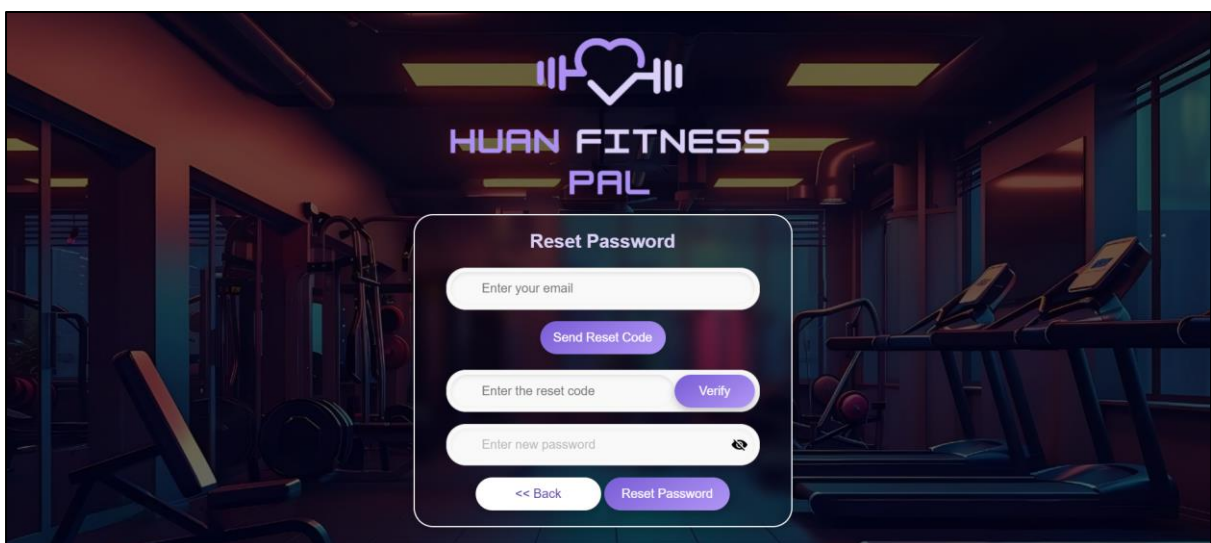 HUAN FITNESS
PAL
Reset Password
Enter your email
Send Reset Code
Enter the reset code
Verify
Enter new password
<< Back
Reset Password